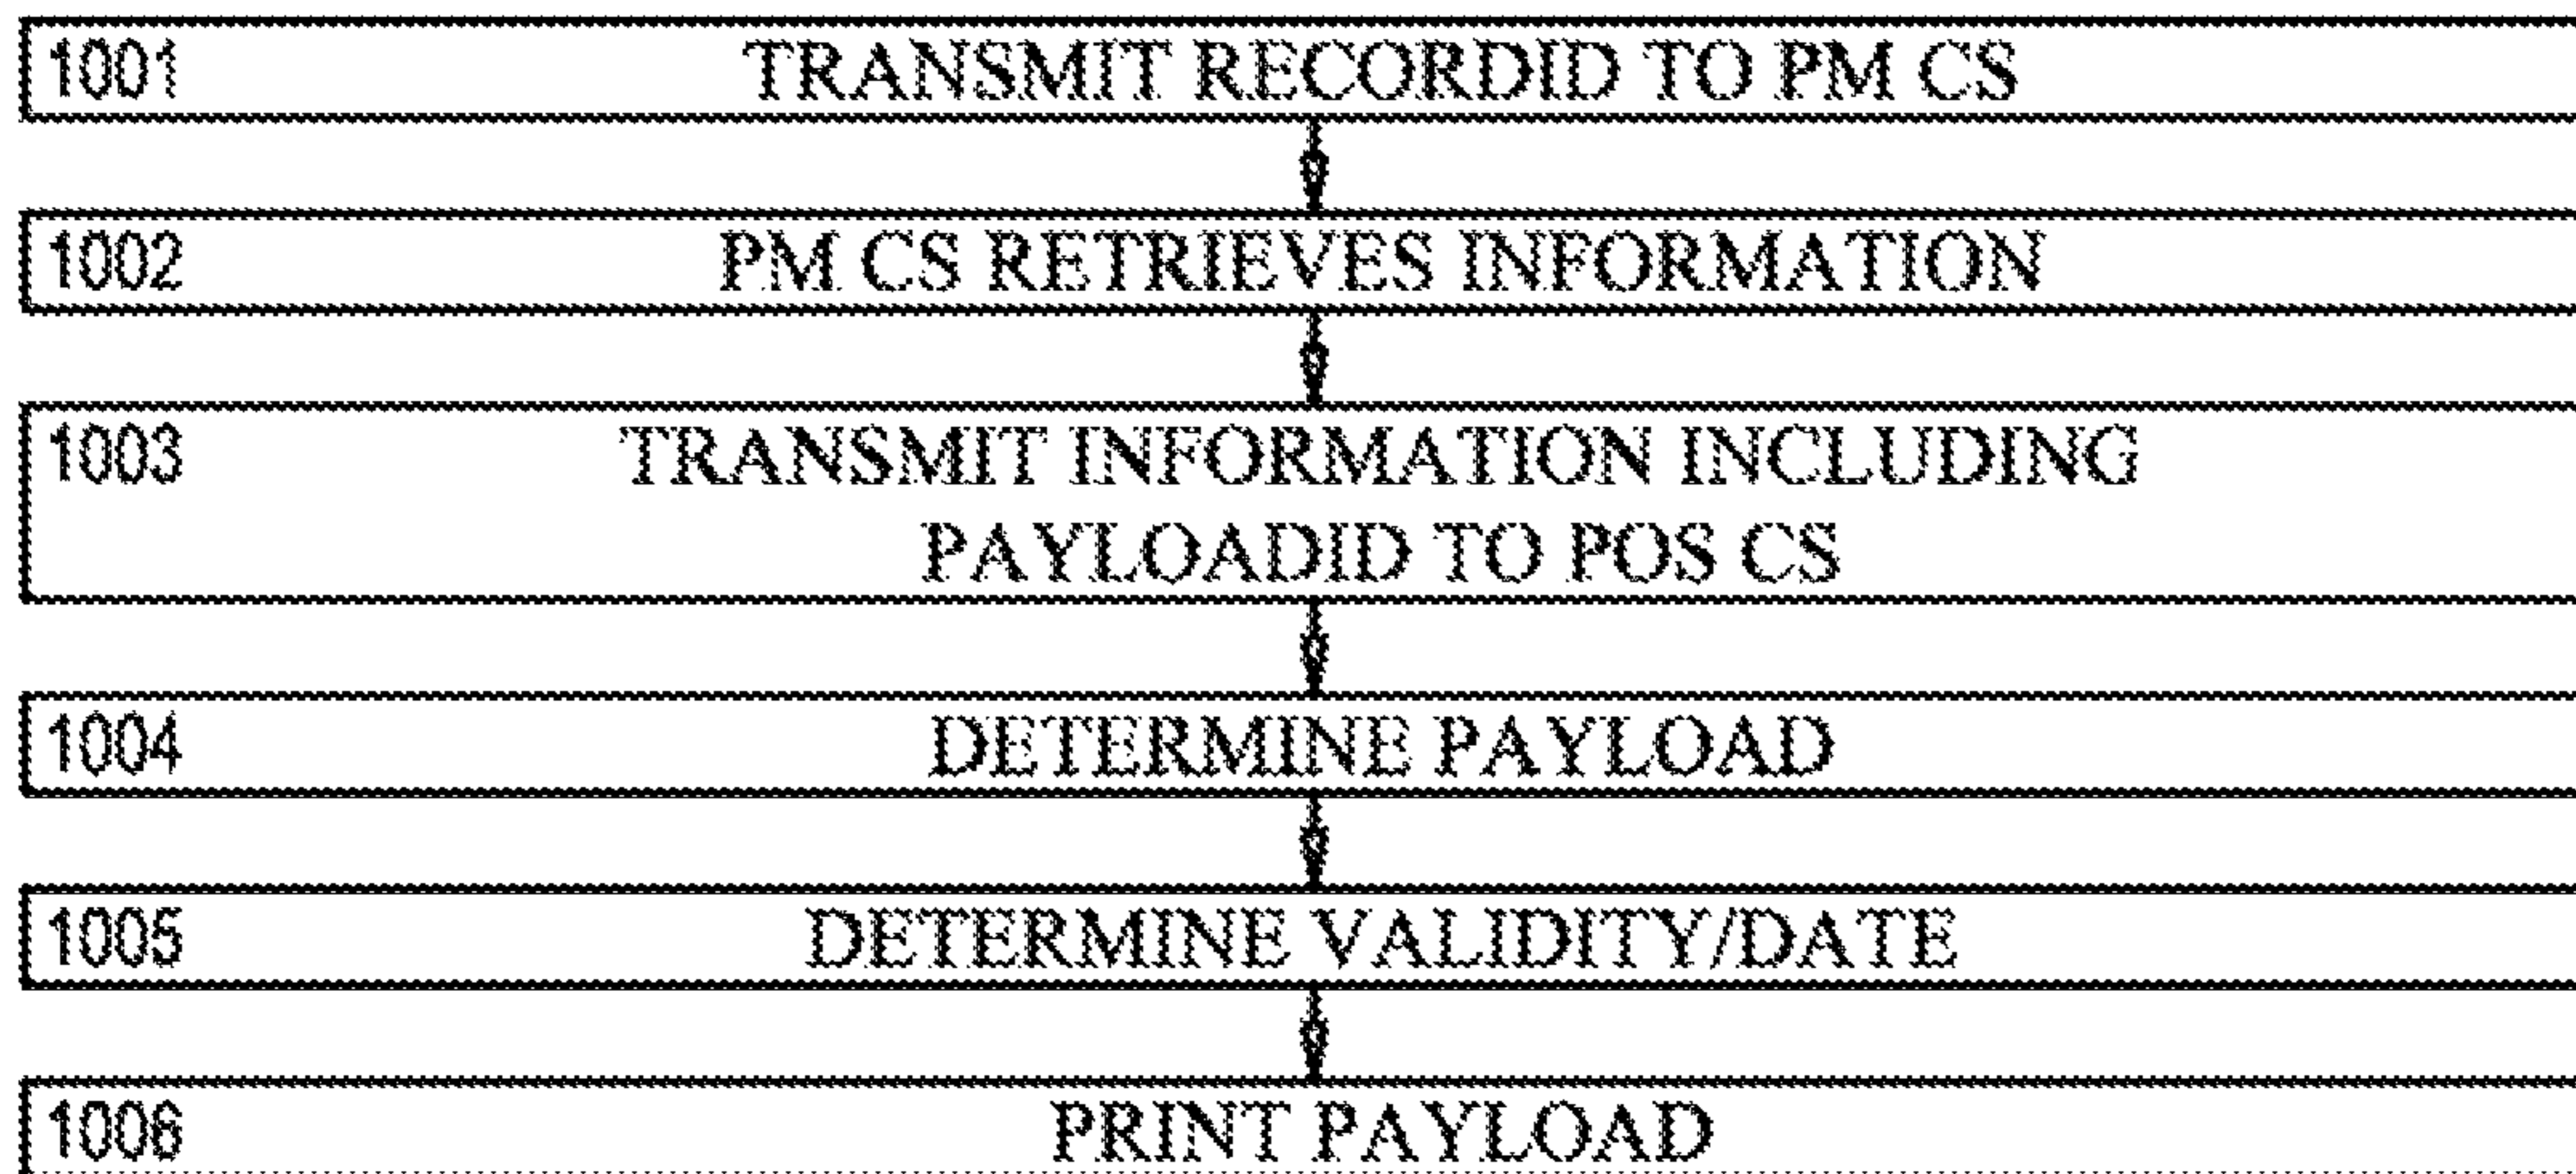 1001 TRANSMIT RECORDID TO PM CS
1002 PM CS RETRIEVES INFORMATION
1003 TRANSMIT INFORMATION INCLUDING
PAYLOADID TO POS CS
1004 DETERMINE PAYLOAD
1005 DETERMINE VALIDITY/DATE
1006 PRINT PAYLOAD